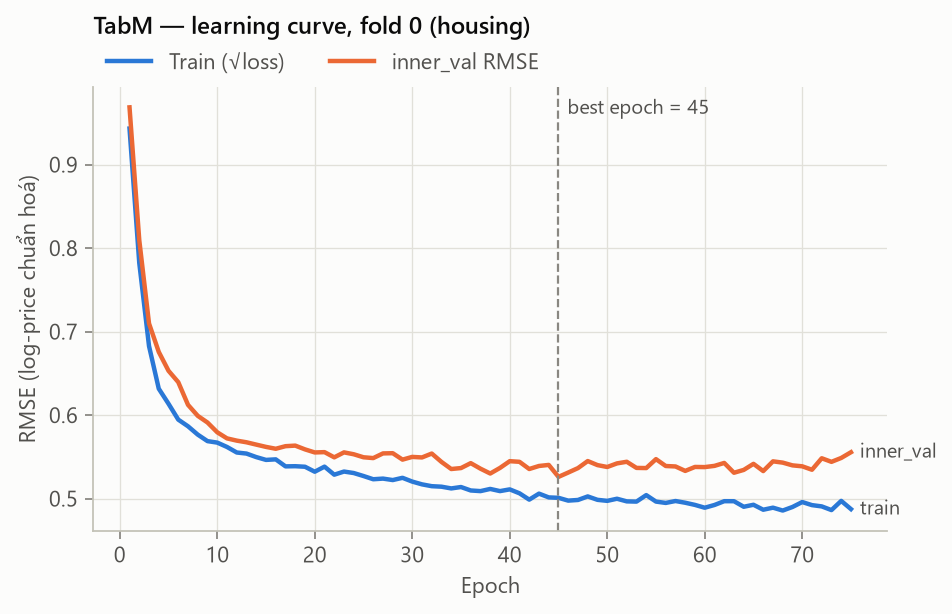 TabM — learning curve, fold 0 (housing)
Train (√loss)
inner_val RMSE
best epoch = 45
RMSE (log-price chuẩn hoá)
0.9
0.8
0.7
0.6
0.5
inner_val
train
0 10 20 30 40 50 60 70
Epoch